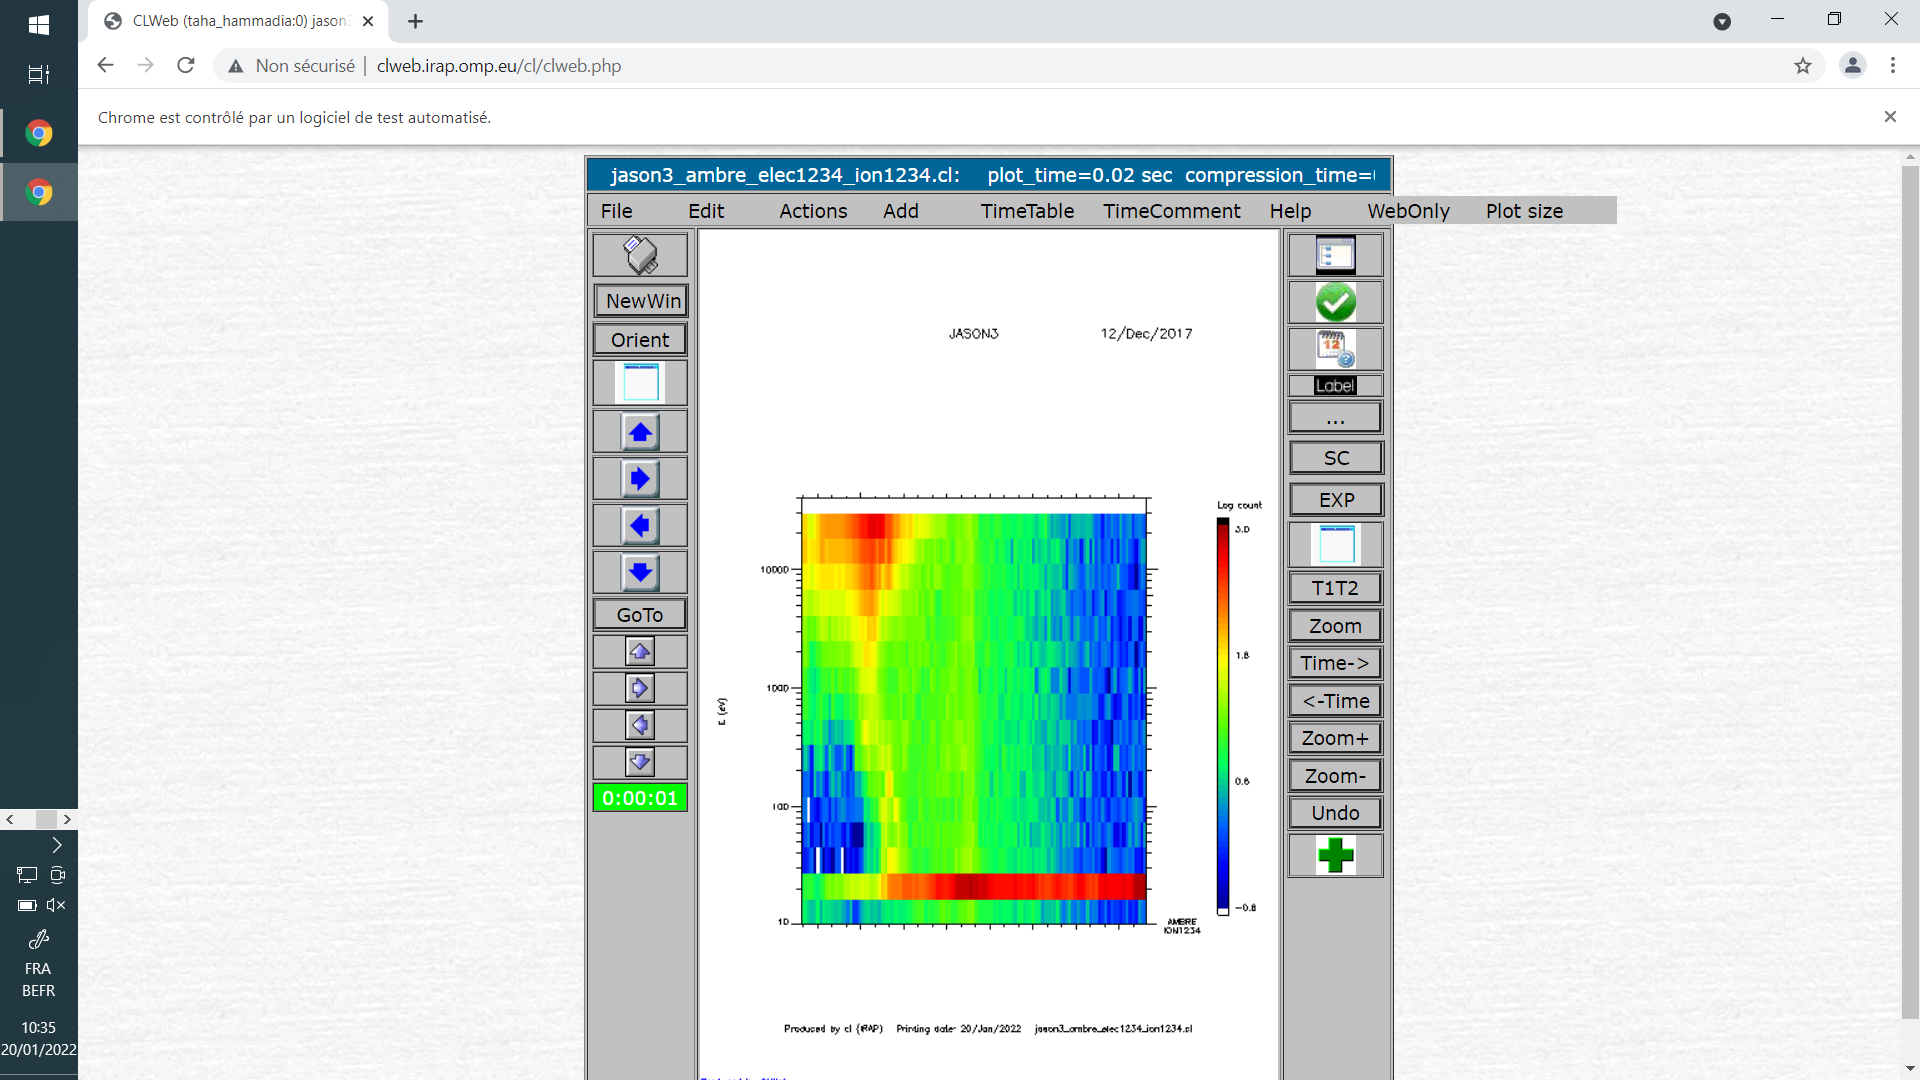 CLWeb (taha_hammadia:0) jason3
Non sécurisé | clweb.irap.omp.eu/cl/clweb.php
Chrome est contrôlé par un logiciel de test automatisé.
jason3_ambre_elec1234_ion1234.cl: plot_time=0.02 sec compression_time=
File Edit Actions Add TimeTable TimeComment Help WebOnly Plot size
NewWin
Orient
GoTo
0:00:01
JASON3 12/Dec/2017
10000
1000
100
10
E (eV)
Log count
3.0
1.8
0.6
-0.6
AMBRE
ION1234
Produced by cl (IRAP) Printing date: 20/Jan/2022 jason3_ambre_elec1234_ion1234.cl
12
Label
...
SC
EXP
T1T2
Zoom
Time->
<-Time
Zoom+
Zoom-
Undo
FRA
BEFR
10:35
20/01/2022